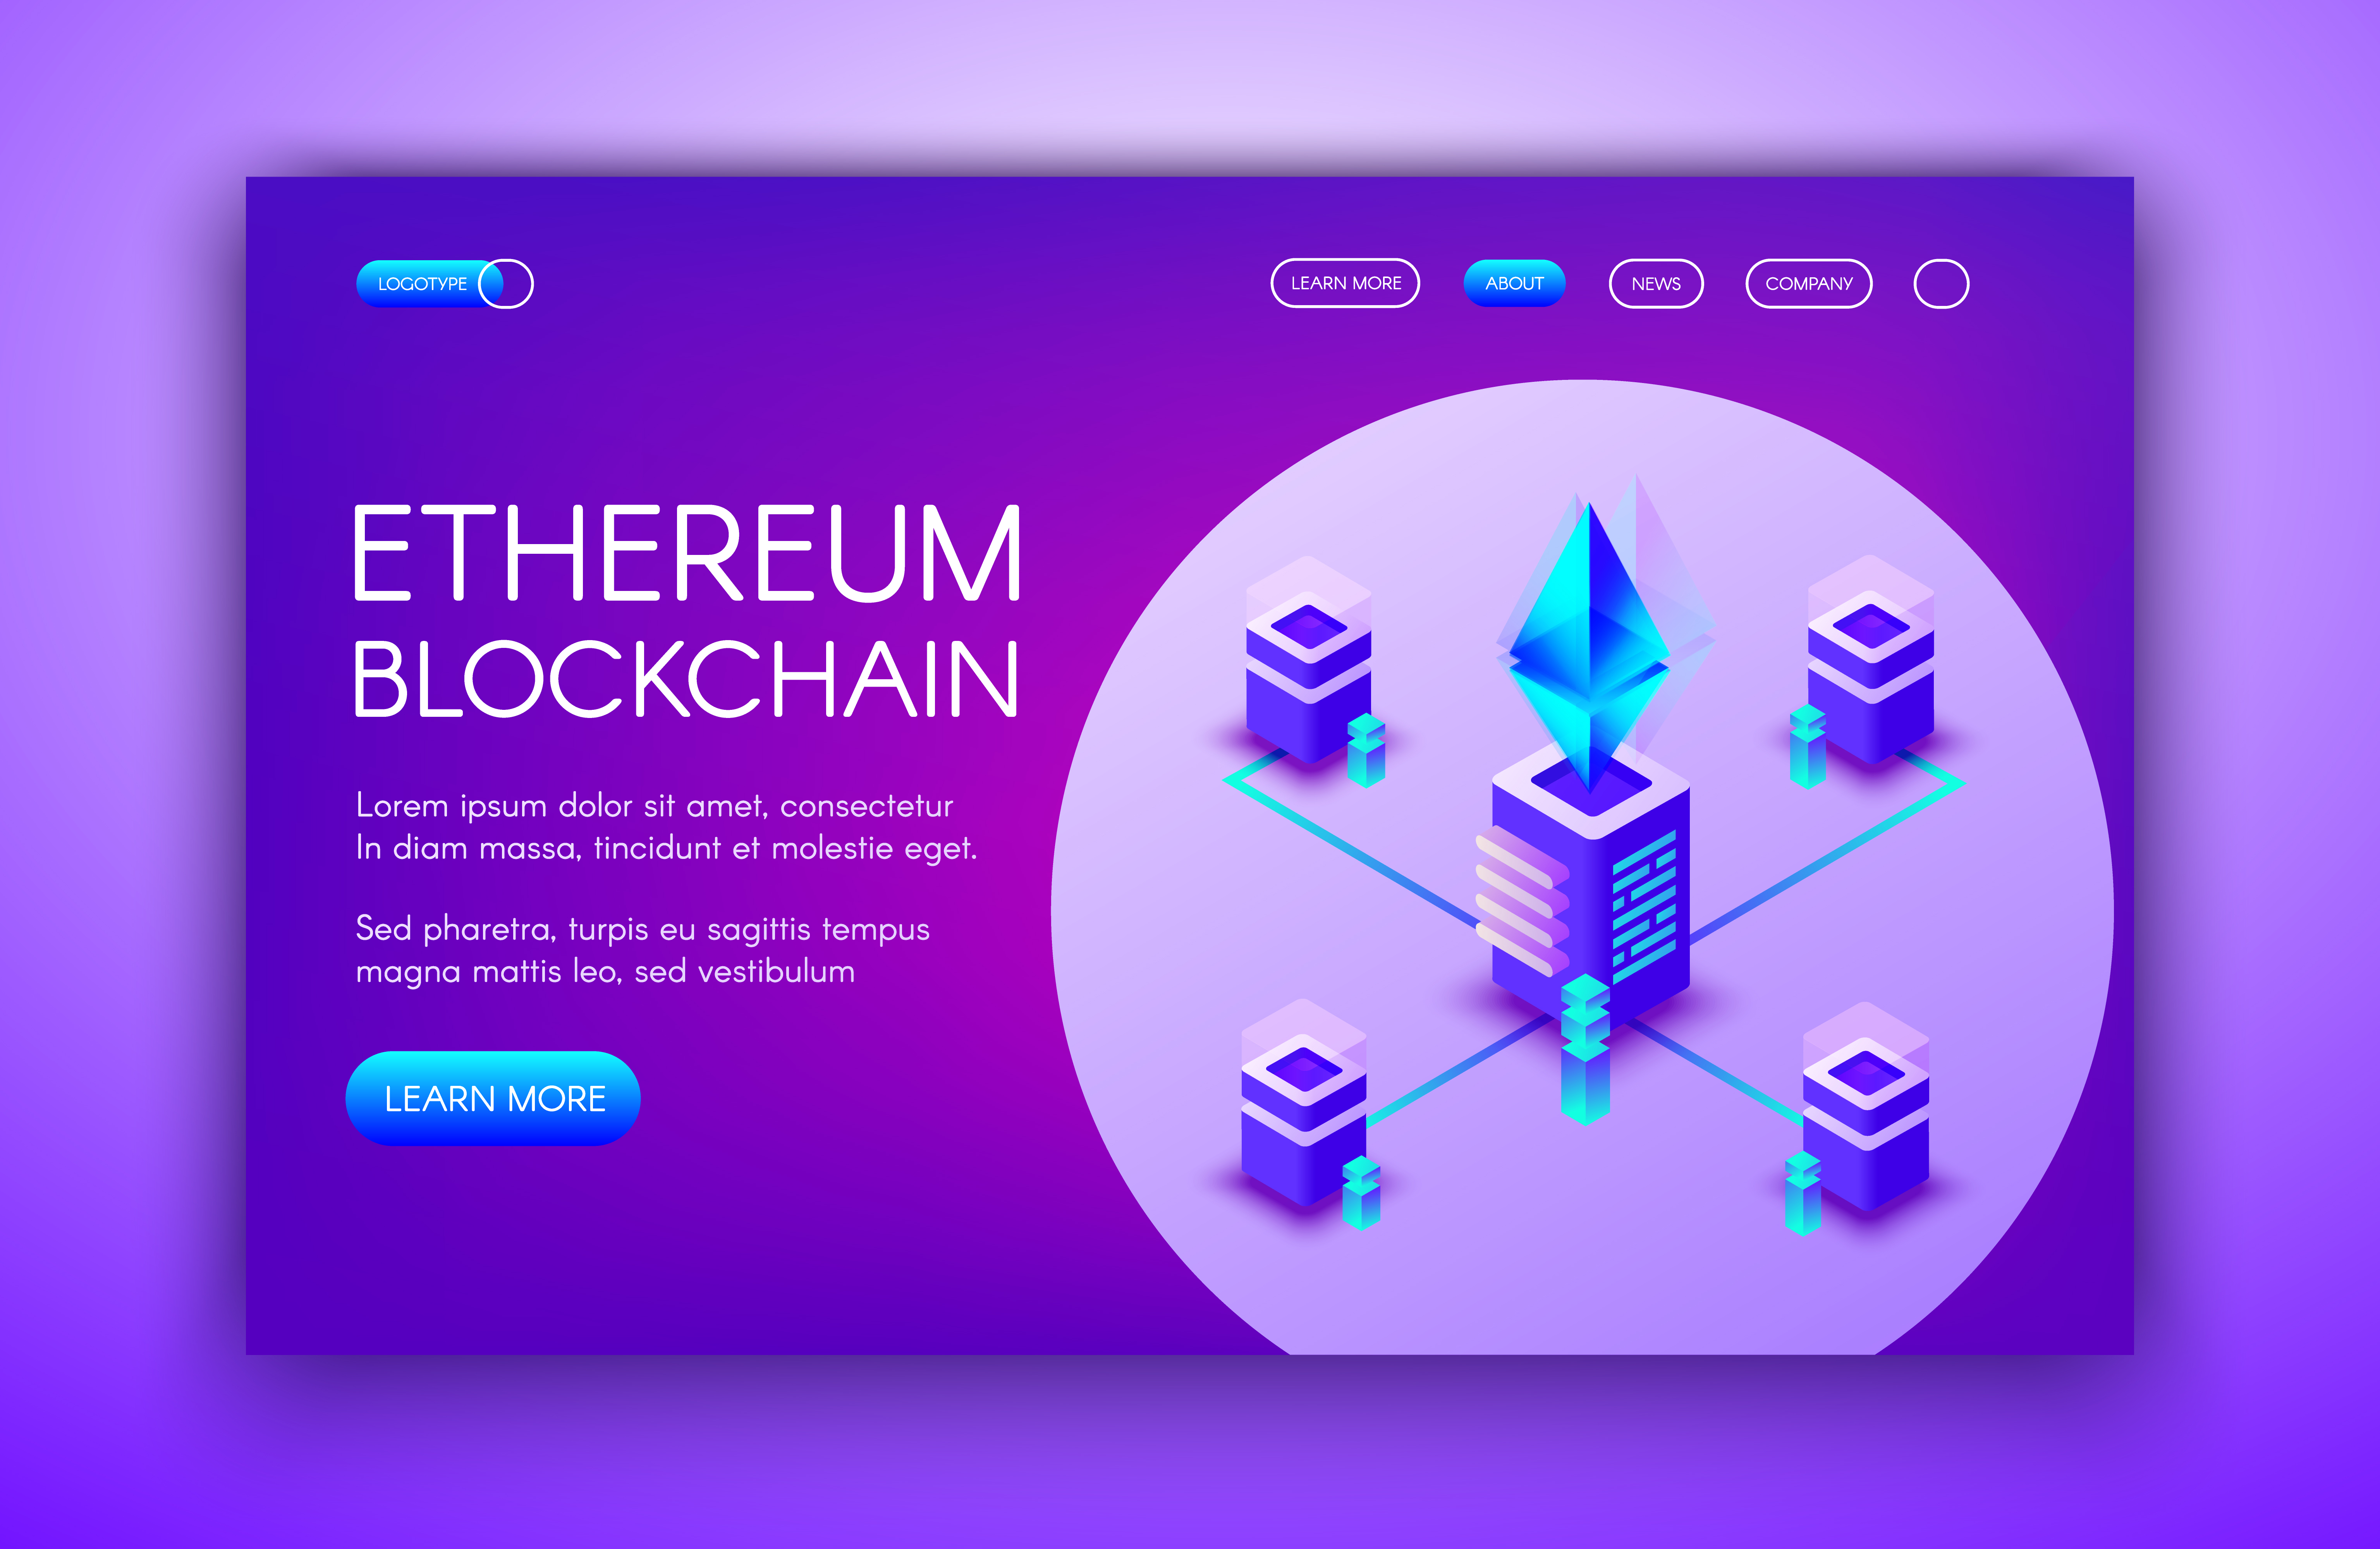 LOGOTYPE
LEARN MORE
ABOUT
NEWS
COMPANY
ETHEREUM
BLOCKCHAIN
Lorem ipsum dolor sit amet, consectetur
In diam massa, tincidunt et molestie eget.
Sed pharetra, turpis eu sagittis tempus
magna mattis leo, sed vestibulum
LEARN MORE